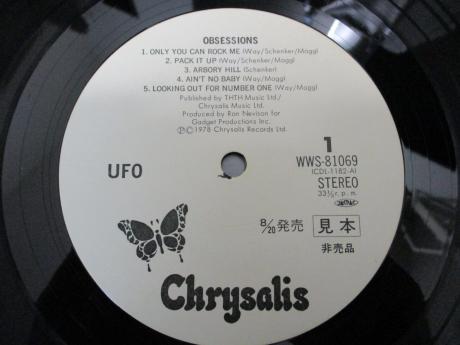 OBSESSIONS
1. ONLY YOU CAN ROCK ME (Way/Schenker/Mogg)
2. PACK IT UP (Way/Schenker/Mogg)
3. ARBORY HILL (Schenker)
4. AIN'T NO BABY (Way/Mogg)
5. LOOKING OUT FOR NUMBER ONE (Way/Mogg)
Published by THTH Music Ltd./
Chrysalis Music Ltd.
Produced by Ron Nevison for
Gadget Productions Inc.
Ⓟ© 1978 Chrysalis Records Ltd.
UFO
1
WWS-81069
(CDL-1182-A)
STEREO
33⅓ r. p. m.
8/20 発売
見本
非売品
Chrysalis